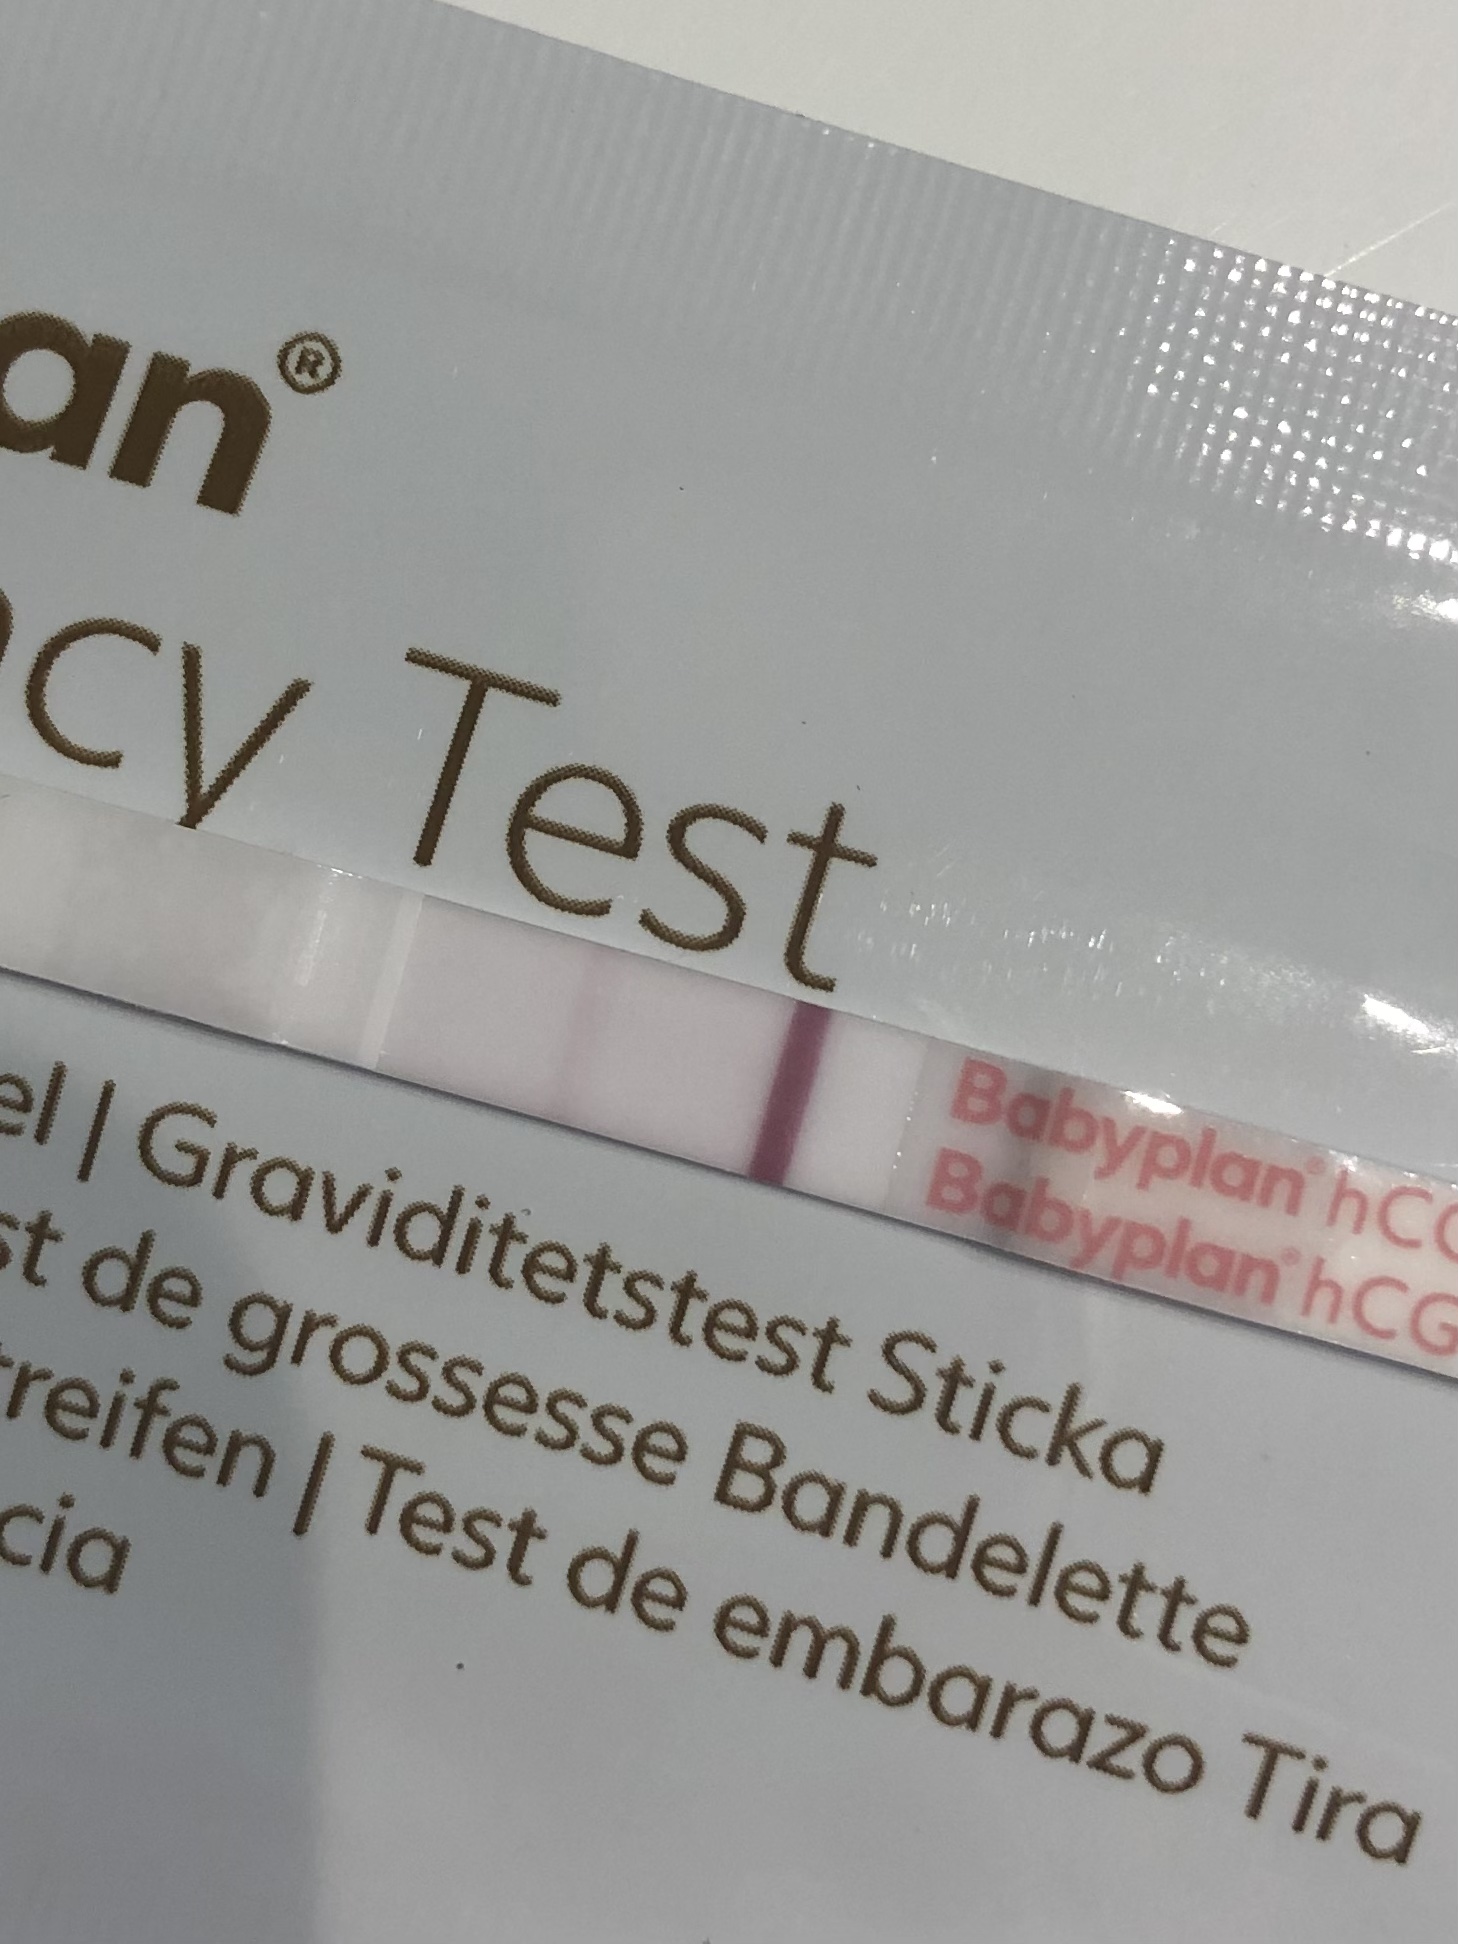 an®
cy Test
Babyplan® hC
Babyplan® hCG
el | Graviditetstest Sticka
st de grossesse Bandelette
reifen | Test de embarazo Tira
cia